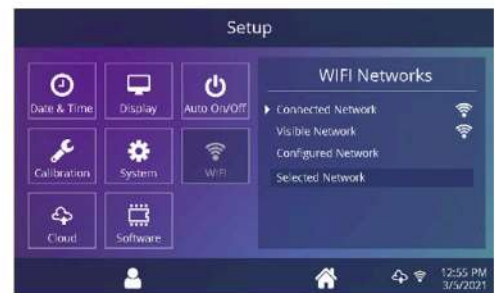 Setup
Date & Time
Display
Auto On/Off
Calibration
System
WIFI
Cloud
Software
WIFI Networks
Connected Network
Visible Network
Configured Network
Selected Network
12:55 PM
3/5/2021